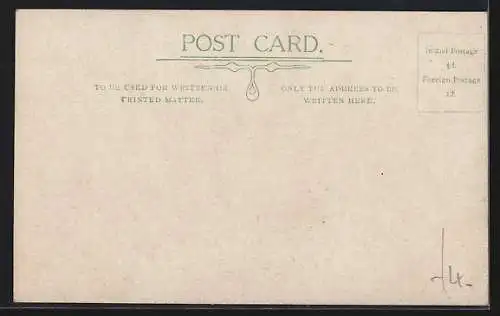 POST CARD.
TO BE USED FOR WRITTEN OR
PRINTED MATTER.
ONLY THE ADDRESS TO BE
WRITTEN HERE.
Inland Postage
½d.
Foreign Postage
1d.